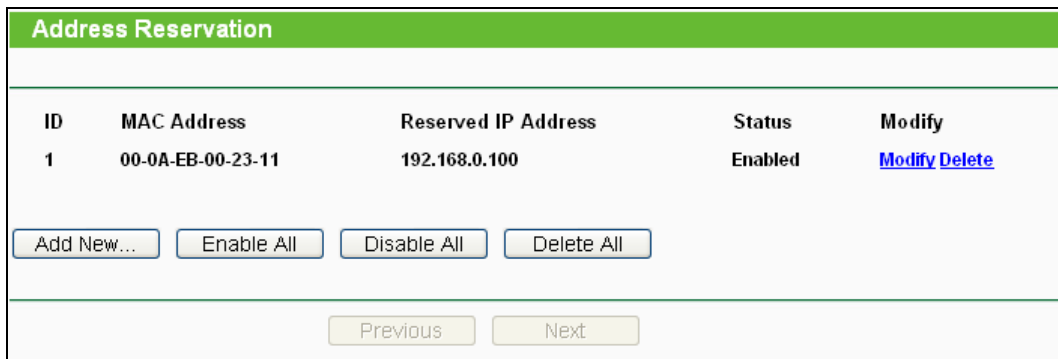 Address Reservation
ID MAC Address Reserved IP Address Status Modify
1 00-0A-EB-00-23-11 192.168.0.100 Enabled Modify Delete
Add New... Enable All Disable All Delete All
Previous Next